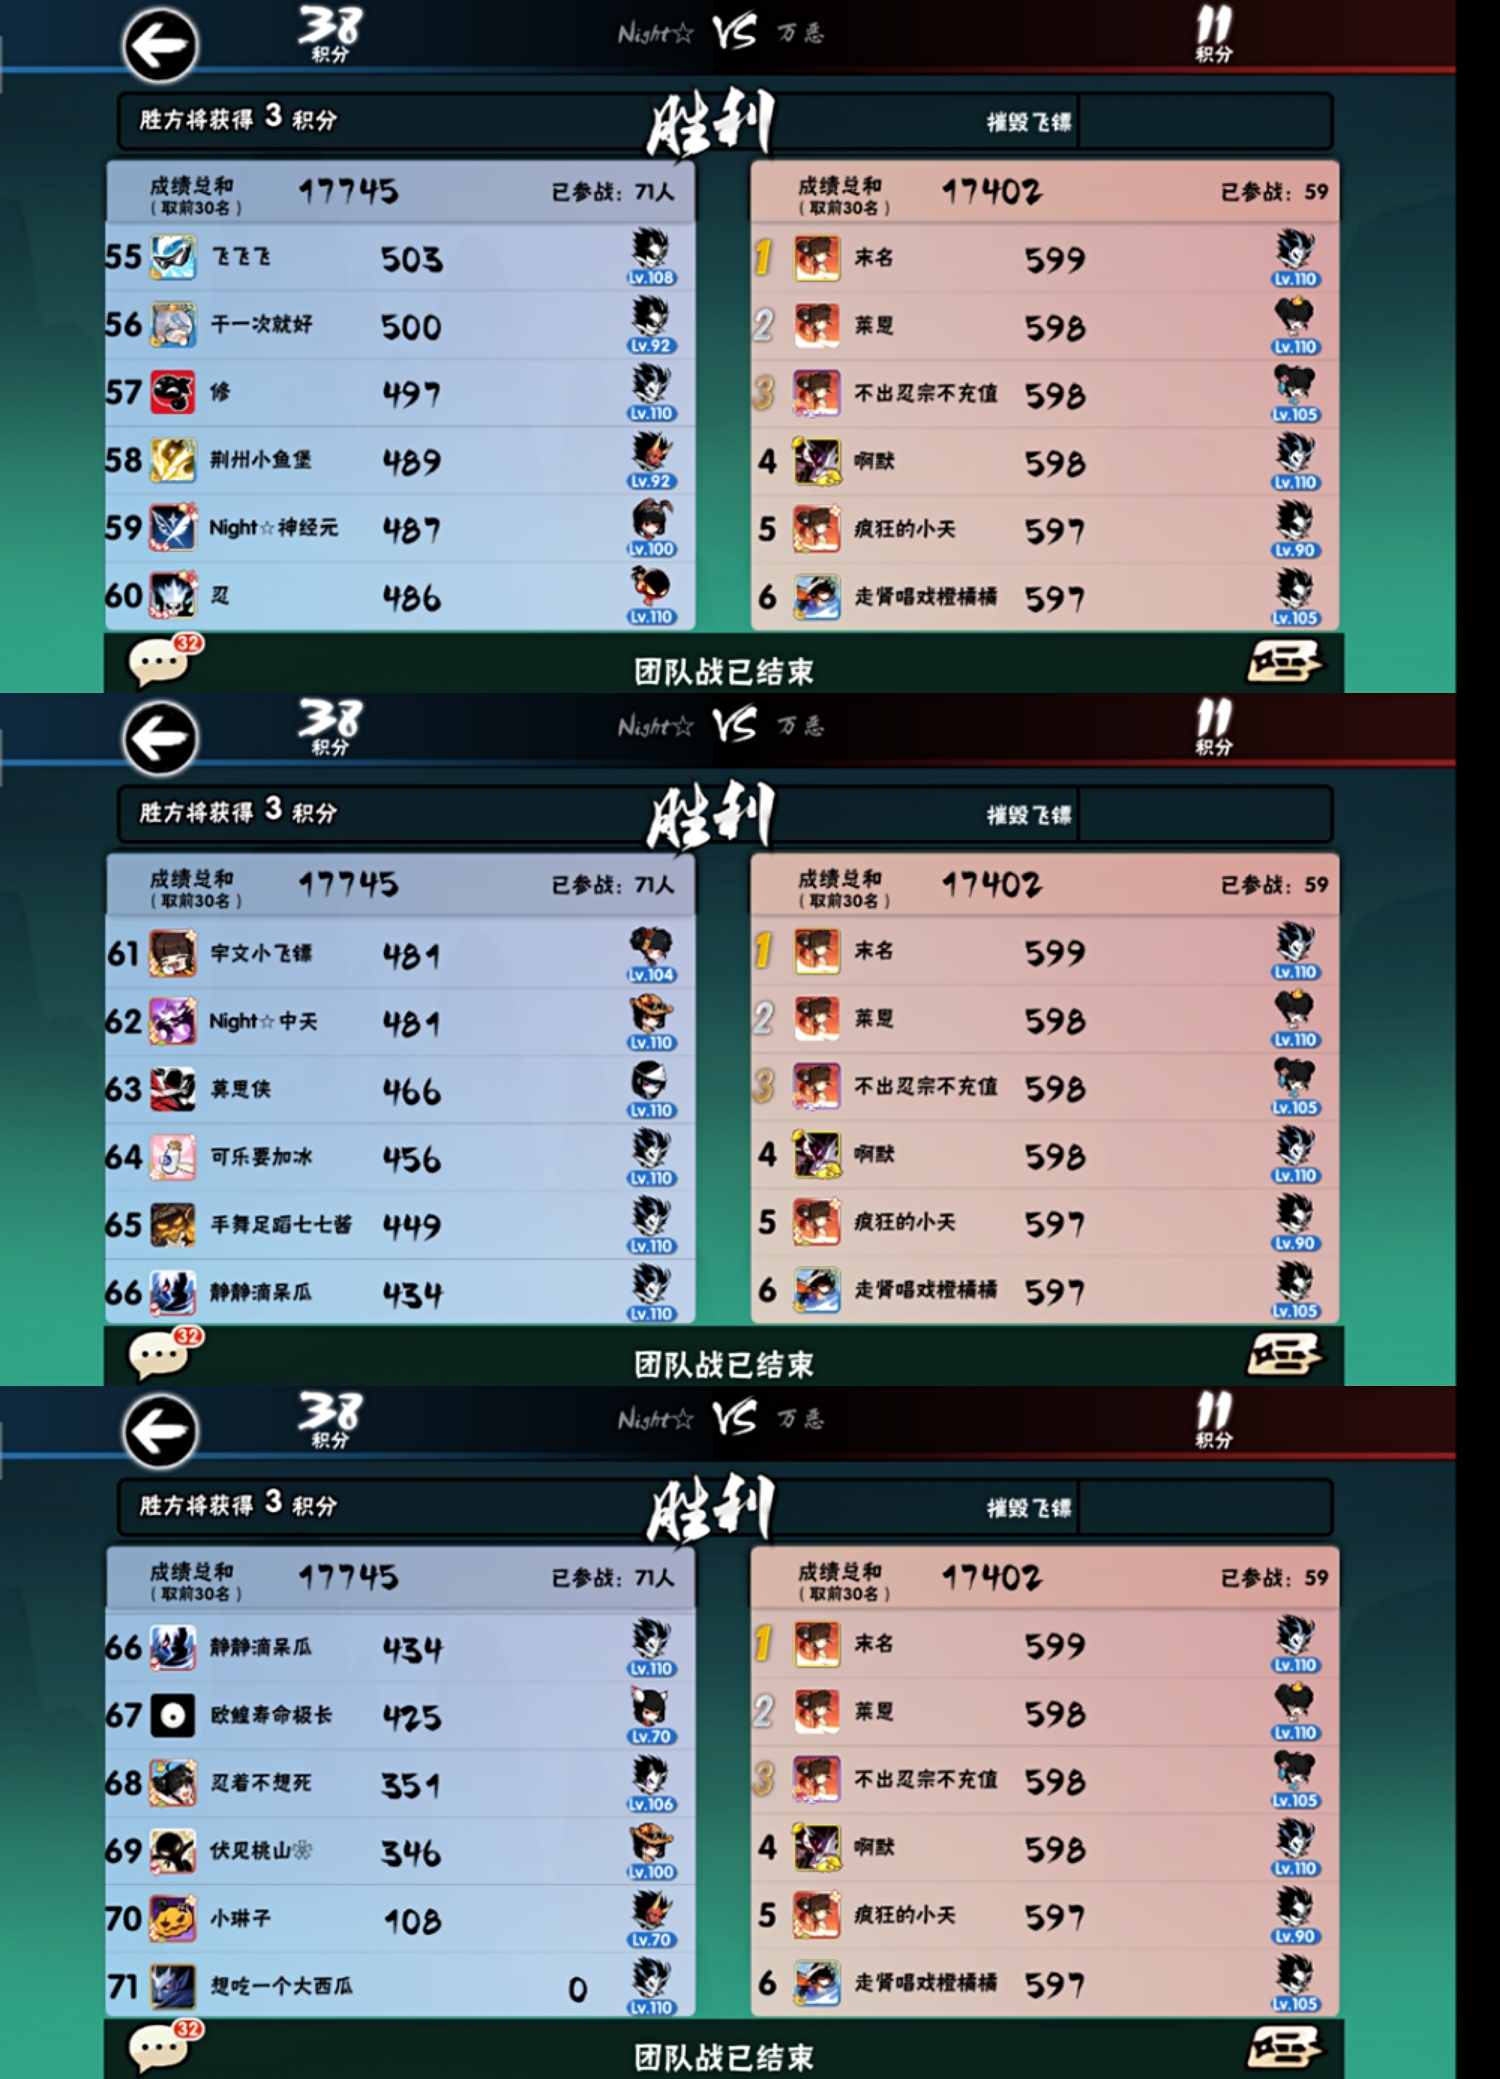 38 Night☆ VS 万恶 11
积分 积分
胜方将获得 3 积分 胜利 摧毁飞镖
成绩总和 17745 已参战: 71人 成绩总和 17402 已参战: 59
(取前30名) (取前30名)
55 飞飞飞 503 Lv.108 1 末名 599 Lv.110
56 干一次就好 500 Lv.92 2 莱恩 598 Lv.110
57 修 497 Lv.110 3 不出忍宗不充值 598 Lv.105
58 荆州小鱼堡 489 Lv.92 4 啊默 598 Lv.110
59 Night☆神经元 487 Lv.100 5 疯狂的小天 597 Lv.90
60 忍 486 Lv.110 6 走肾唱戏橙橘橘 597 Lv.105
32 团队战已结束
38 Night☆ VS 万恶 11
积分 积分
胜方将获得 3 积分 胜利 摧毁飞镖
成绩总和 17745 已参战: 71人 成绩总和 17402 已参战: 59
(取前30名) (取前30名)
61 宇文小飞镖 481 Lv.104 1 末名 599 Lv.110
62 Night☆中天 481 Lv.110 2 莱恩 598 Lv.110
63 莫思侠 466 Lv.110 3 不出忍宗不充值 598 Lv.105
64 可乐要加冰 456 Lv.110 4 啊默 598 Lv.110
65 手舞足蹈七七酱 449 Lv.110 5 疯狂的小天 597 Lv.90
66 静静滴呆瓜 434 Lv.110 6 走肾唱戏橙橘橘 597 Lv.105
32 团队战已结束
38 Night☆ VS 万恶 11
积分 积分
胜方将获得 3 积分 胜利 摧毁飞镖
成绩总和 17745 已参战: 71人 成绩总和 17402 已参战: 59
(取前30名) (取前30名)
66 静静滴呆瓜 434 Lv.110 1 末名 599 Lv.110
67 欧鳇寿命极长 425 Lv.70 2 莱恩 598 Lv.110
68 忍着不想死 351 Lv.106 3 不出忍宗不充值 598 Lv.105
69 伏见桃山❀ 346 Lv.100 4 啊默 598 Lv.110
70 小琳子 108 Lv.70 5 疯狂的小天 597 Lv.90
71 想吃一个大西瓜 0 Lv.110 6 走肾唱戏橙橘橘 597 Lv.105
32 团队战已结束